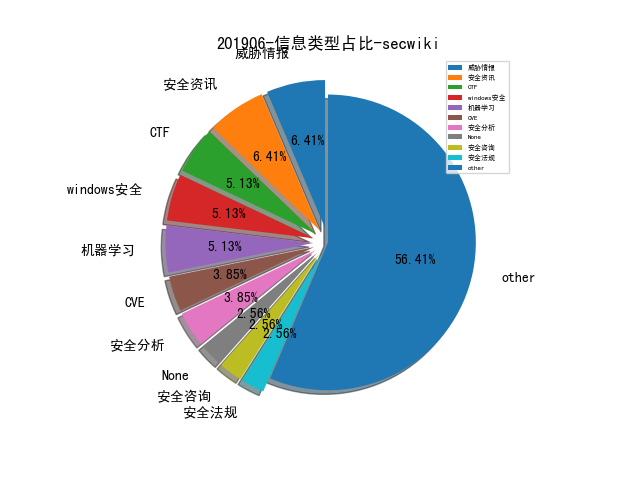 201906-信息类型占比-secwiki
威胁情报
安全资讯
CTF
windows安全
机器学习
CVE
安全分析
None
安全咨询
安全法规
other
6.41%
6.41%
5.13%
5.13%
5.13%
3.85%
3.85%
2.56%
2.56%
2.56%
56.41%
威胁情报
安全资讯
CTF
windows安全
机器学习
CVE
安全分析
None
安全咨询
安全法规
other